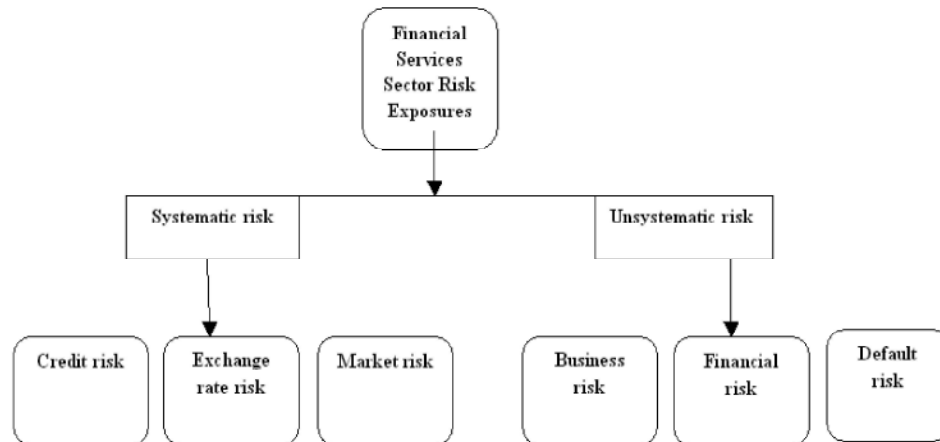 Financial
Services
Sector Risk
Exposures
Systematic risk
Unsystematic risk
Credit risk
Exchange
rate risk
Market risk
Business
risk
Financial
risk
Default
risk